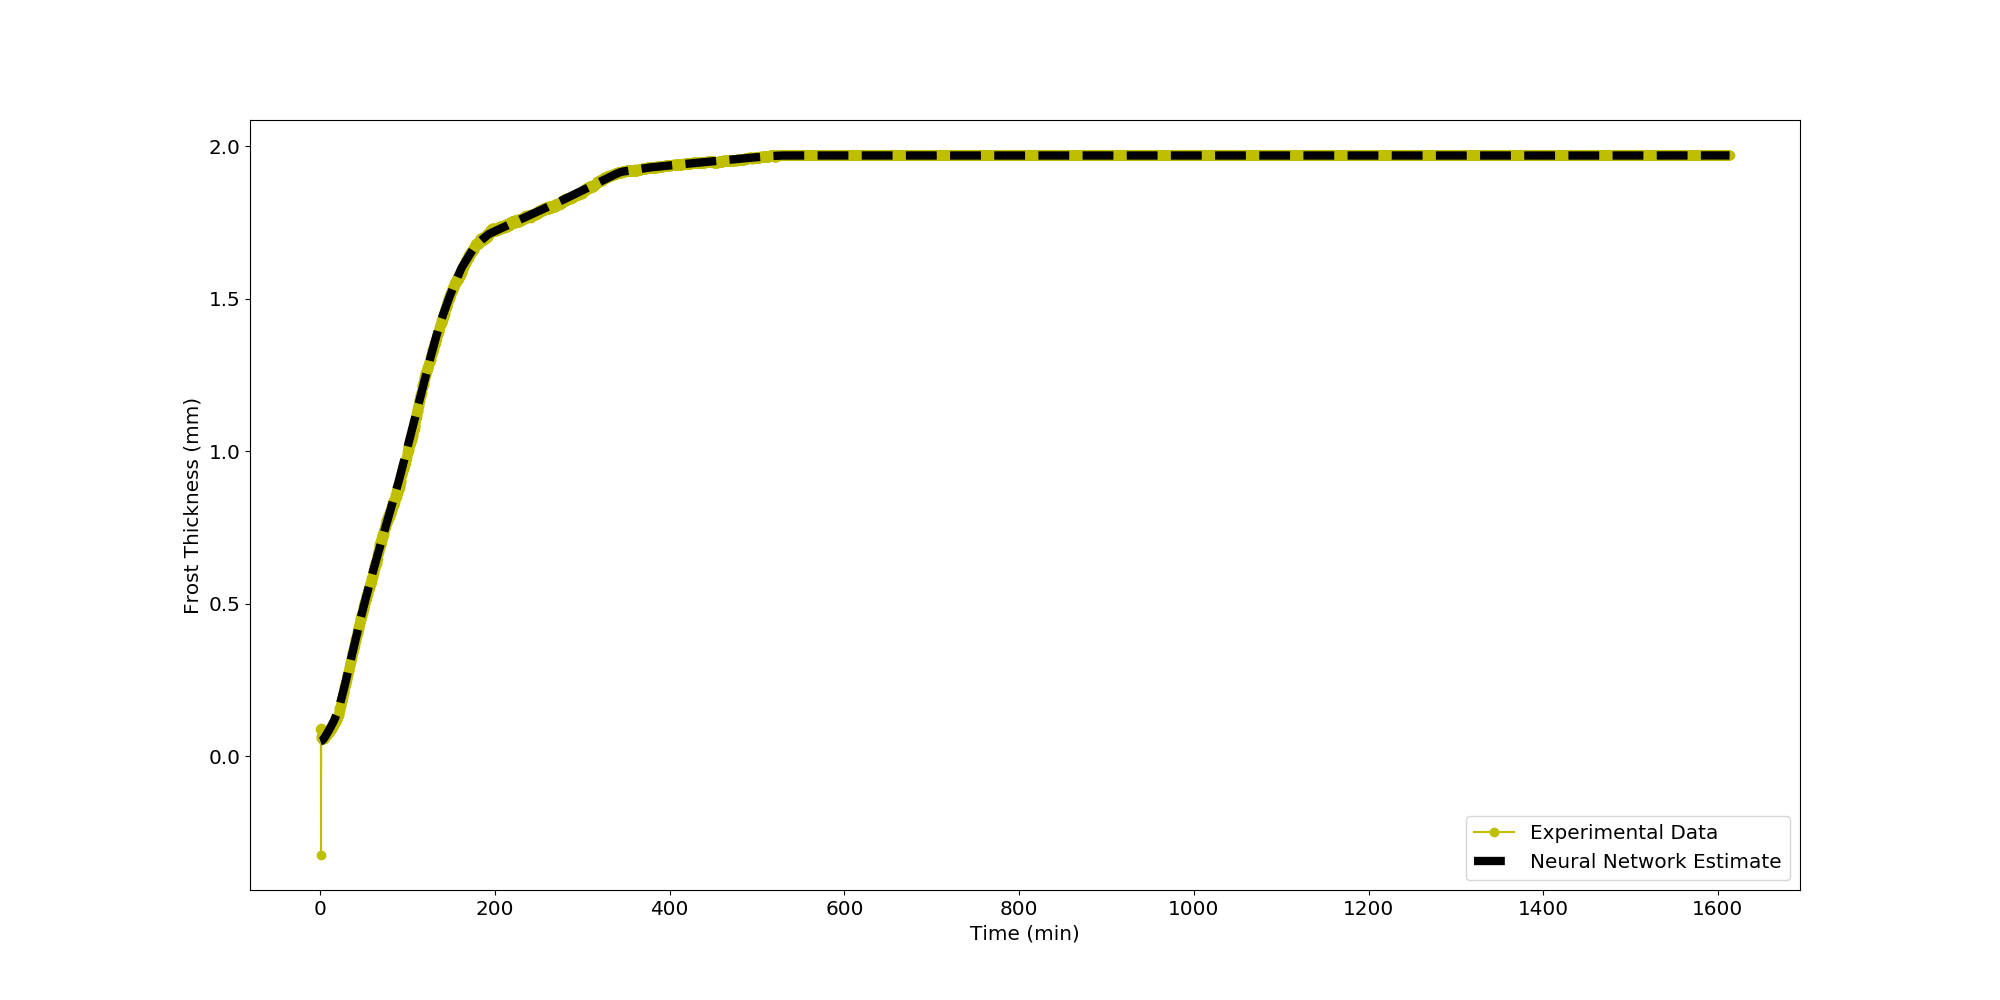 2.0
1.5
1.0
0.5
0.0
Frost Thickness (mm)
0 200 400 600 800 1000 1200 1400 1600
Time (min)
Experimental Data
Neural Network Estimate